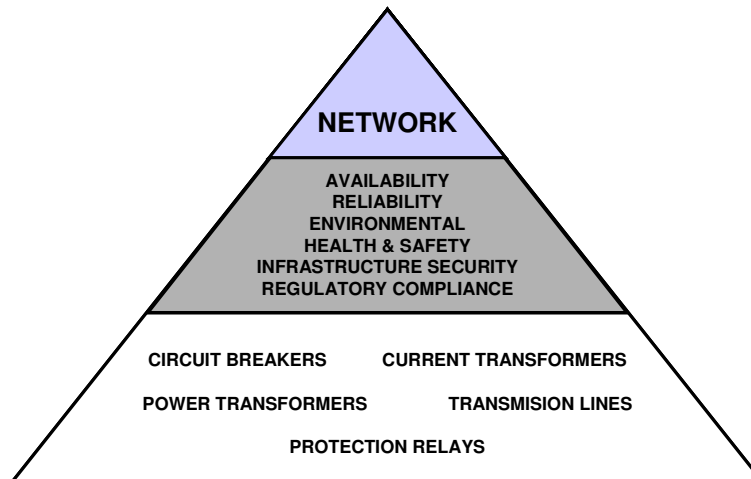 NETWORK
AVAILABILITY
RELIABILITY
ENVIRONMENTAL
HEALTH & SAFETY
INFRASTRUCTURE SECURITY
REGULATORY COMPLIANCE
CIRCUIT BREAKERS CURRENT TRANSFORMERS
POWER TRANSFORMERS TRANSMISION LINES
PROTECTION RELAYS